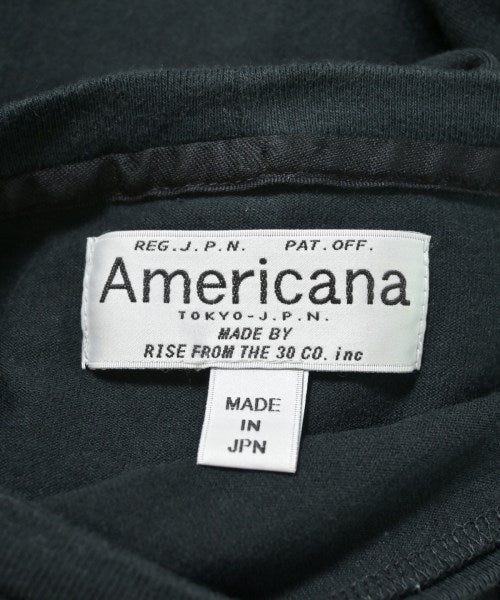 REG.J.P.N. PAT.OFF.
Americana
TOKYO-J.P.N.
MADE BY
RISE FROM THE 30 CO. inc
MADE
IN
JPN